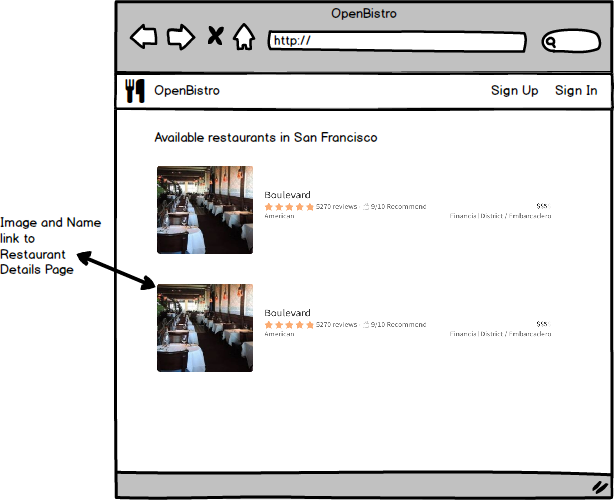 OpenBistro
http://
OpenBistro
Sign Up
Sign In
Available restaurants in San Francisco
Boulevard
5270 reviews · 9/10 Recommend
American
Financial District / Embarcadero
Image and Name
link to
Restaurant
Details Page
Boulevard
5270 reviews · 9/10 Recommend
American
Financial District / Embarcadero